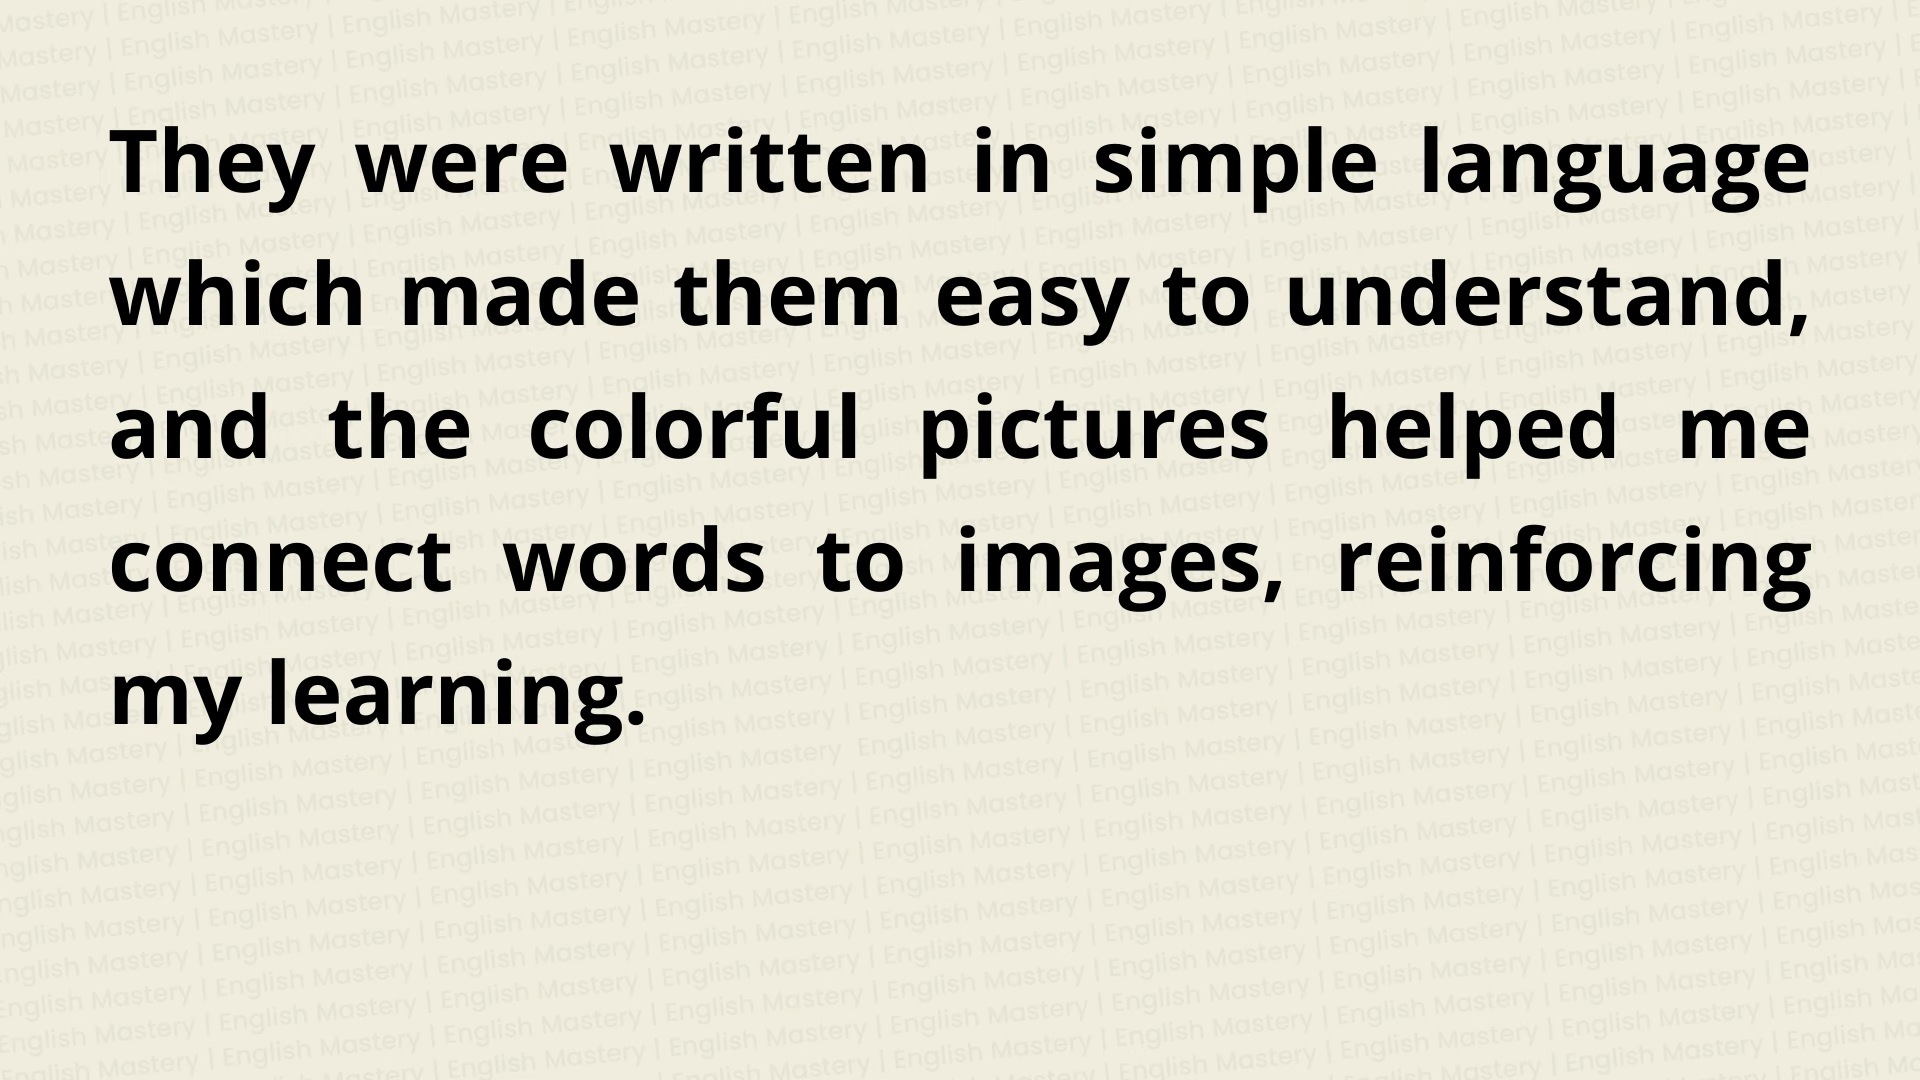 They were written in simple language
which made them easy to understand,
and the colorful pictures helped me
connect words to images, reinforcing
my learning.